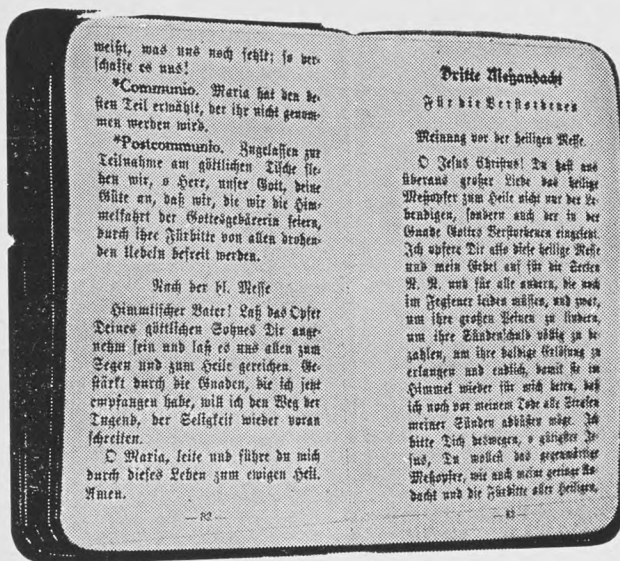 weißt, was uns noch fehlt; so ver-
schaffe es uns!
*Communio. Maria hat den be-
sten Teil erwählt, der ihr nicht genom-
men werden wird.
*Postcommunio. Zugelassen zur
Teilnahme am göttlichen Tische fle-
hen wir, o Herr, unser Gott, deine
Güte an, daß wir, die wir die Him-
melfahrt der Gottesgebärerin feiern,
durch ihre Fürbitte von allen drohen-
den Uebeln befreit werden.
Nach der hl. Messe
Himmlischer Vater! Laß das Opfer
Deines göttlichen Sohnes Dir ange-
nehm sein und laß es uns allen zum
Segen und zum Heile gereichen. Ge-
stärkt durch die Gnaden, die ich jetzt
empfangen habe, will ich den Weg der
Tugend, der Seligkeit wieder voran
schreiten.
O Maria, leite und führe du mich
durch dieses Leben zum ewigen Heil.
Amen.
— 82 —
Dritte Meßandacht
Für die Verstorbenen
Meinung vor der heiligen Messe.
O Jesus Christus! Du hast aus
überaus großer Liebe das heilige
Meßopfer zum Heile nicht nur der Le-
bendigen, sondern auch der in der
Gnade Gottes Verstorbenen eingesetzt.
Ich opfere Dir also diese heilige Messe
und mein Gebet auf für die Seelen
N. N. und für alle andern, die noch
im Fegfeuer leiden müssen, und zwar,
um ihre großen Peinen zu lindern,
um ihre Sündenschuld völlig zu be-
zahlen, um ihre baldige Erlösung zu
erlangen und endlich, damit sie im
Himmel wieder für mich beten, daß
ich noch vor meinem Tode alle Strafen
meiner Sünden abbüßen möge. Ich
bitte Dich deswegen, o gütigster Je-
sus, Du wollest das gegenwärtige
Meßopfer, wie auch meine geringe An-
dacht und die Fürbitte aller Heiligen,
— 83 —